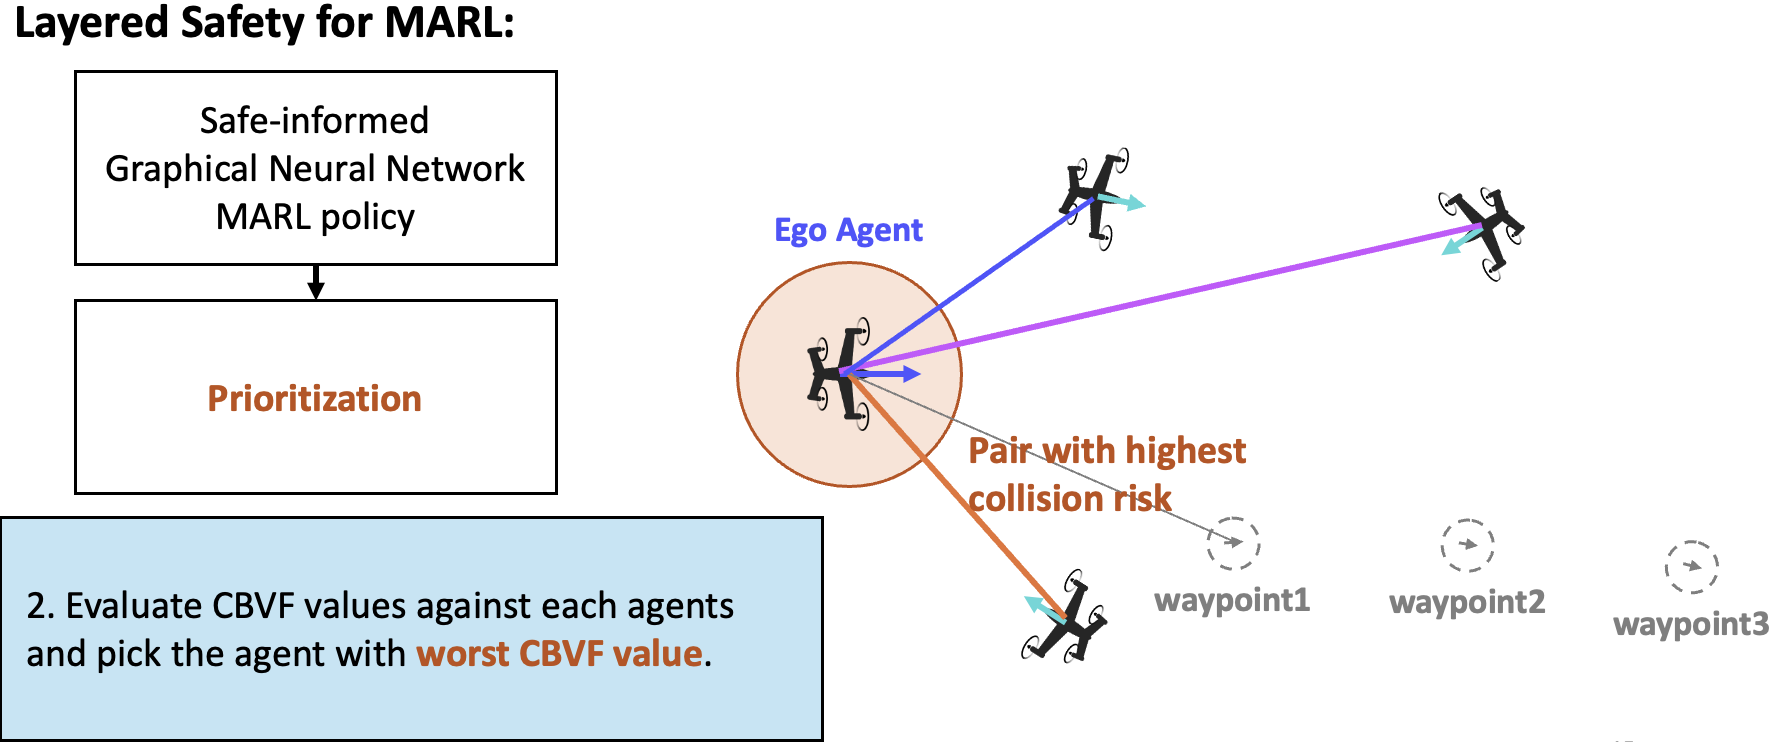 Layered Safety for MARL:
Safe-informed
Graphical Neural Network
MARL policy
Prioritization
2. Evaluate CBVF values against each agents
and pick the agent with worst CBVF value.
Ego Agent
Pair with highest
collision risk
waypoint1
waypoint2
waypoint3